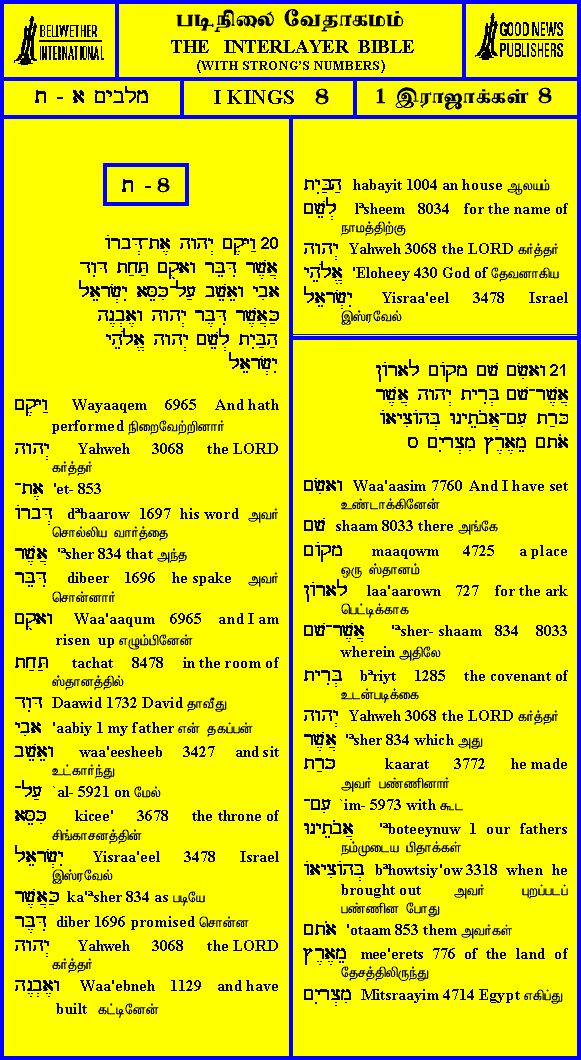 BELLWETHER
INTERNATIONAL
படிநிலை வேதாகமம்
THE INTERLAYER BIBLE
(WITH STRONG'S NUMBERS)
GOOD NEWS
PUBLISHERS
מלבים א - ת
I KINGS 8
1 இராஜாக்கள் 8
8 - ח
20 וַיָּקֶם יְהוָה אֶת־דְּבָרוֹ
אֲשֶׁר דִּבֵּר וָאָקֻם תַּחַת דָּוִד
אָבִי וָאֵשֵׁב עַל־כִּסֵּא יִשְׂרָאֵל
כַּאֲשֶׁר דִּבֶּר יְהוָה וָאֶבְנֶה
הַבַּיִת לְשֵׁם יְהוָה אֱלֹהֵי
יִשְׂרָאֵל
וַיָּקֶם Wayaaqem 6965 And hath
performed நிறைவேற்றினார்
יְהוָה Yahweh 3068 the LORD
கர்த்தர்
אֶת־ 'et- 853
דְּבָרוֹ dᵊbaarow 1697 his word அவர்
சொல்லிய வார்த்தை
אֲשֶׁר 'ᵃsher 834 that அந்த
דִּבֵּר dibeer 1696 he spake அவர்
சொன்னார்
וָאָקֻם Waa'aaqum 6965 and I am
risen up எழும்பினேன்
תַּחַת tachat 8478 in the room of
ஸ்தானத்தில்
דָּוִד Daawid 1732 David தாவீது
אָבִי 'aabiy 1 my father என் தகப்பன்
וָאֵשֵׁב waa'eesheeb 3427 and sit
உட்கார்ந்து
עַל־ `al- 5921 on மேல்
כִּסֵּא kicee' 3678 the throne of
சிங்காசனத்தின்
יִשְׂרָאֵל Yisraa'eel 3478 Israel
இஸ்ரவேல்
כַּאֲשֶׁר ka'ᵃsher 834 as படியே
דִּבֶּר diber 1696 promised சொன்ன
יְהוָה Yahweh 3068 the LORD
கர்த்தர்
וָאֶבְנֶה Waa'ebneh 1129 and have
built கட்டினேன்
הַבַּיִת habayit 1004 an house ஆலயம்
לְשֵׁם lᵊsheem 8034 for the name of
நாமத்திற்கு
יְהוָה Yahweh 3068 the LORD கர்த்தர்
אֱלֹהֵי 'Eloheey 430 God of தேவனாகிய
יִשְׂרָאֵל Yisraa'eel 3478 Israel
இஸ்ரவேல்
21 וָאָשִׂם שָׁם מָקוֹם לָאָרוֹן
אֲשֶׁר־שָׁם בְּרִית יְהוָה אֲשֶׁר
כָּרַת עִם־אֲבֹתֵינוּ בְּהוֹצִיאוֹ
אֹתָם מֵאֶרֶץ מִצְרָיִם ס
וָאָשִׂם Waa'aasim 7760 And I have set
உண்டாக்கினேன்
שָׁם shaam 8033 there அங்கே
מָקוֹם maaqowm 4725 a place
ஒரு ஸ்தானம்
לָאָרוֹן laa'aarown 727 for the ark
பெட்டிக்காக
אֲשֶׁר־שָׁם 'ᵃsher- shaam 834 8033
wherein அதிலே
בְּרִית bᵊriyt 1285 the covenant of
உடன்படிக்கை
יְהוָה Yahweh 3068 the LORD கர்த்தர்
אֲשֶׁר 'ᵃsher 834 which அது
כָּרַת kaarat 3772 he made
அவர் பண்ணினார்
עִם־ `im- 5973 with கூட
אֲבֹתֵינוּ 'ᵃboteeynuw 1 our fathers
நம்முடைய பிதாக்கள்
בְּהוֹצִיאוֹ bᵊhowtsiy'ow 3318 when he
brought out அவர் புறப்படப்
பண்ணின போது
אֹתָם 'otaam 853 them அவர்கள்
מֵאֶרֶץ mee'erets 776 of the land of
தேசத்திலிருந்து
מִצְרָיִם Mitsraayim 4714 Egypt எகிப்து